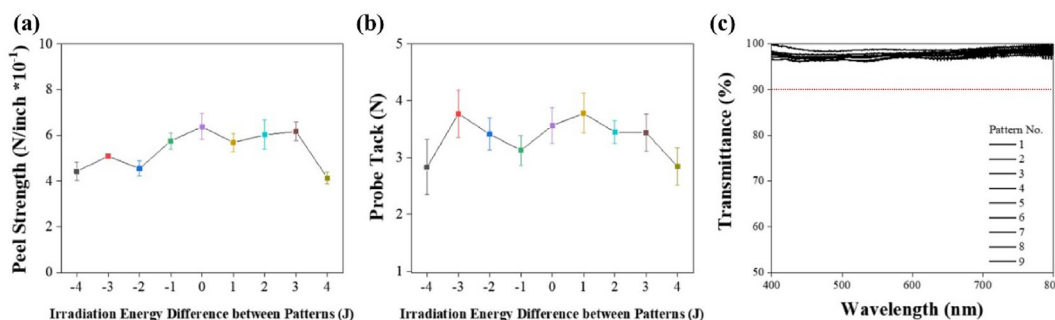 (a)
10
8
6
4
2
0
Peel Strength (N/inch *10⁻¹)
-4 -3 -2 -1 0 1 2 3 4
Irradiation Energy Difference between Patterns (J)
(b)
5
4
3
2
1
Probe Tack (N)
-4 -3 -2 -1 0 1 2 3 4
Irradiation Energy Difference between Patterns (J)
(c)
100
90
80
70
60
50
Transmittance (%)
Pattern No.
1
2
3
4
5
6
7
8
9
400 500 600 700 80
Wavelength (nm)